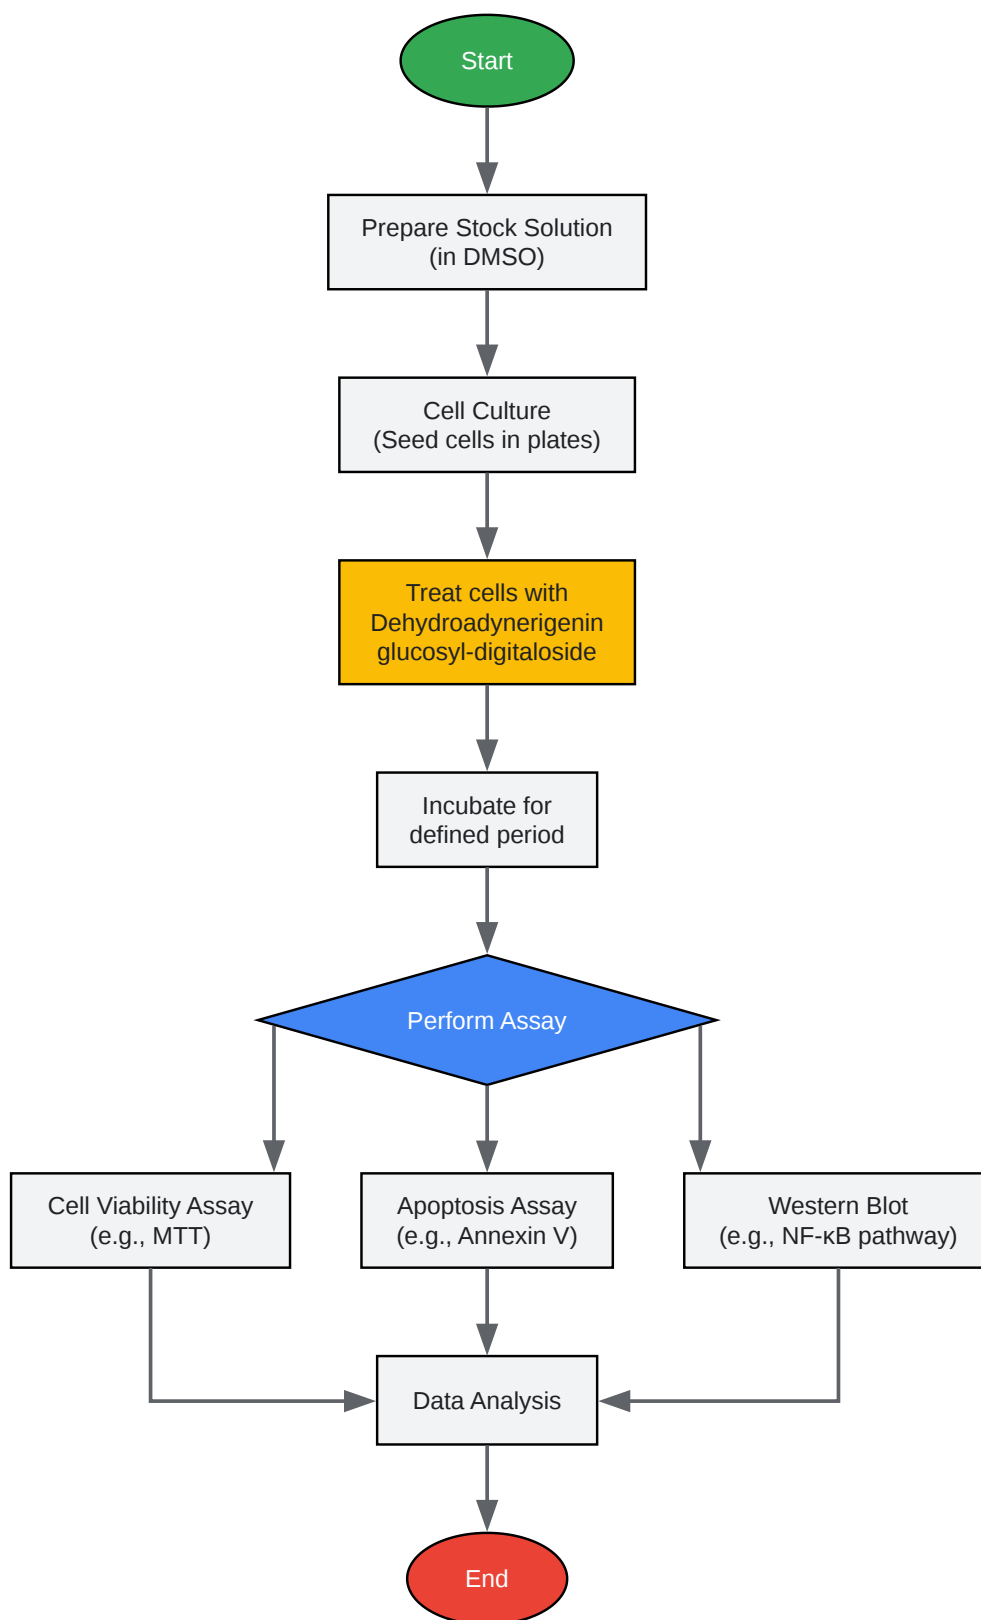 Start
Prepare Stock Solution
(in DMSO)
Cell Culture
(Seed cells in plates)
Treat cells with
Dehydroadynerigenin
glucosyl-digitaloside
Incubate for
defined period
Perform Assay
Cell Viability Assay
(e.g., MTT)
Apoptosis Assay
(e.g., Annexin V)
Western Blot
(e.g., NF-κB pathway)
Data Analysis
End